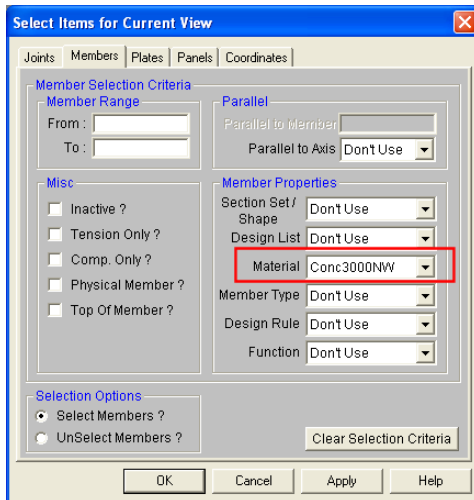 Select Items for Current View
Joints Members Plates Panels Coordinates
Member Selection Criteria
Member Range
From :
To :
Parallel
Parallel to Member
Parallel to Axis Don't Use
Misc
Inactive ?
Tension Only ?
Comp. Only ?
Physical Member ?
Top Of Member ?
Member Properties
Section Set /
Shape Don't Use
Design List Don't Use
Material Conc3000NW
Member Type Don't Use
Design Rule Don't Use
Function Don't Use
Selection Options
Select Members ?
UnSelect Members ?
Clear Selection Criteria
OK Cancel Apply Help